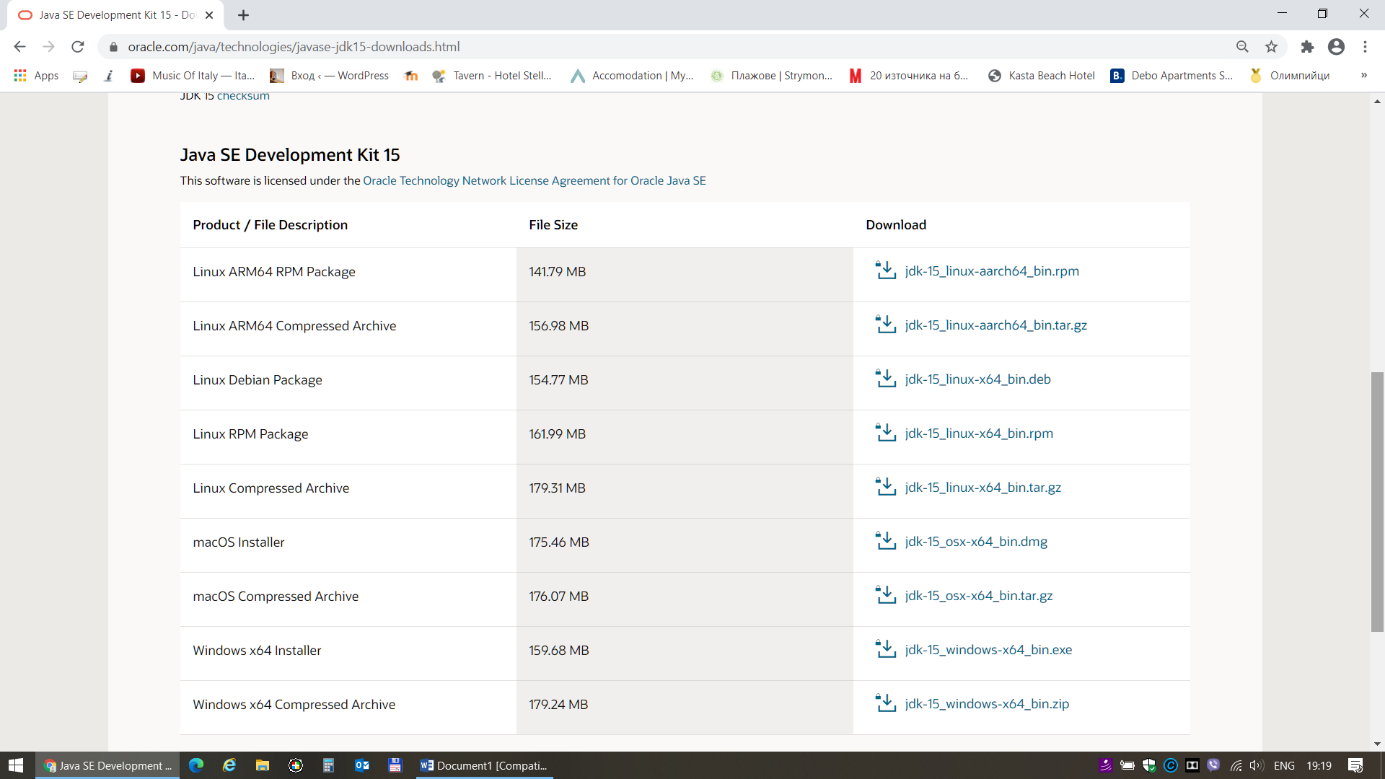 Java SE Development Kit 15 - Do
oracle.com/java/technologies/javase-jdk15-downloads.html
Apps Music Of Italy — Ita... Вход ‹ — WordPress Tavern - Hotel Stell... Accomodation | My... Плажове | Strymon... 20 източника на 6... Kasta Beach Hotel B. Debo Apartments S... Олимпийци »
JDK 15 checksum
Java SE Development Kit 15
This software is licensed under the Oracle Technology Network License Agreement for Oracle Java SE
Product / File Description File Size Download
Linux ARM64 RPM Package 141.79 MB jdk-15_linux-aarch64_bin.rpm
Linux ARM64 Compressed Archive 156.98 MB jdk-15_linux-aarch64_bin.tar.gz
Linux Debian Package 154.77 MB jdk-15_linux-x64_bin.deb
Linux RPM Package 161.99 MB jdk-15_linux-x64_bin.rpm
Linux Compressed Archive 179.31 MB jdk-15_linux-x64_bin.tar.gz
macOS Installer 175.46 MB jdk-15_osx-x64_bin.dmg
macOS Compressed Archive 176.07 MB jdk-15_osx-x64_bin.tar.gz
Windows x64 Installer 159.68 MB jdk-15_windows-x64_bin.exe
Windows x64 Compressed Archive 179.24 MB jdk-15_windows-x64_bin.zip
Java SE Development ... Document1 [Compati... ENG 19:19